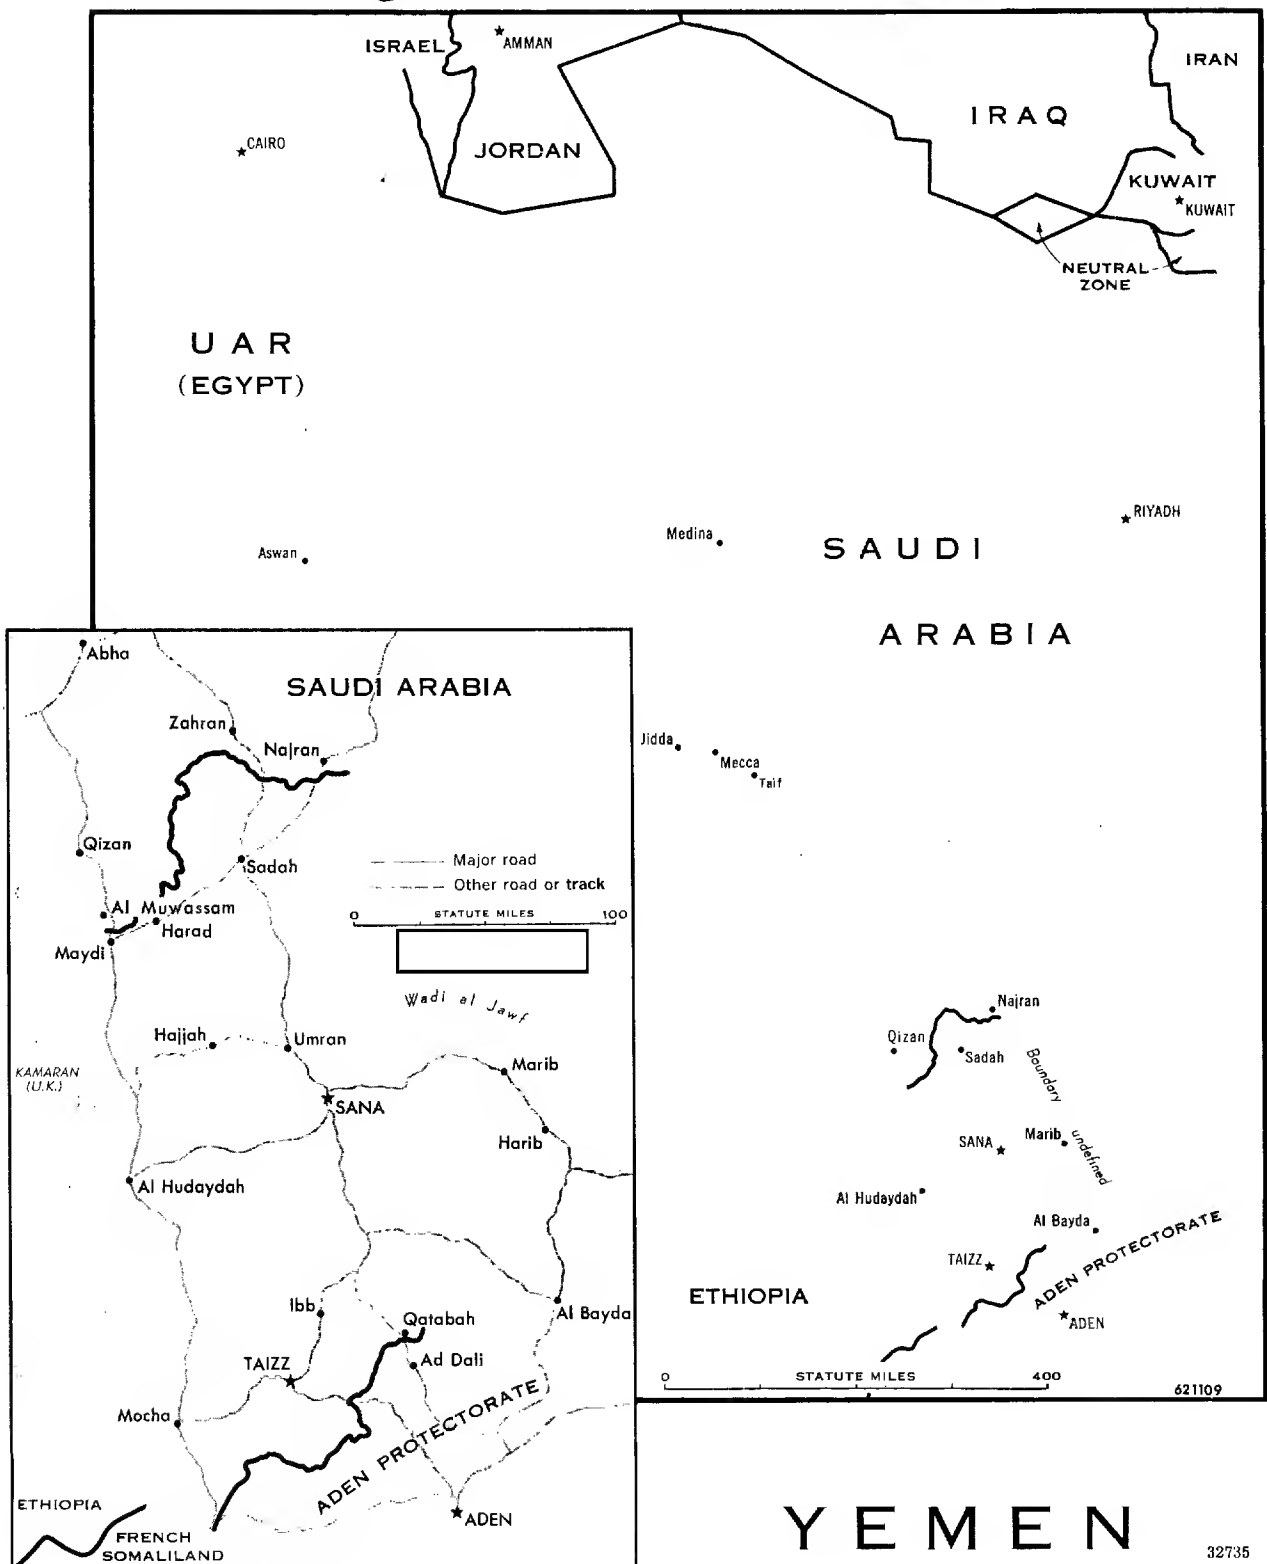 ISRAEL
AMMAN
IRAN
IRAQ
CAIRO
JORDAN
KUWAIT
KUWAIT
NEUTRAL
ZONE
UAR
(EGYPT)
RIYADH
Medina
SAUDI
Aswan
ARABIA
Jidda
Mecca
Taif
Najran
Qizan
Sadah
Boundary
undefined
SANA
Marib
Al Hudaydah
Al Bayda
TAIZZ
ADEN PROTECTORATE
ETHIOPIA
ADEN
0 STATUTE MILES 400
621109
Abha
SAUDI ARABIA
Zahran
Najran
Qizan
Sadah
Major road
Other road or track
0 STATUTE MILES 100
Al Muwassam
Harad
Maydi
Wadi al Jawf
Hajjah
Umran
KAMARAN
(U.K.)
Marib
SANA
Harib
Al Hudaydah
Ibb
Al Bayda
Qatabah
TAIZZ
Ad Dali
Mocha
ADEN PROTECTORATE
ETHIOPIA
ADEN
FRENCH
SOMALILAND
YEMEN
32735